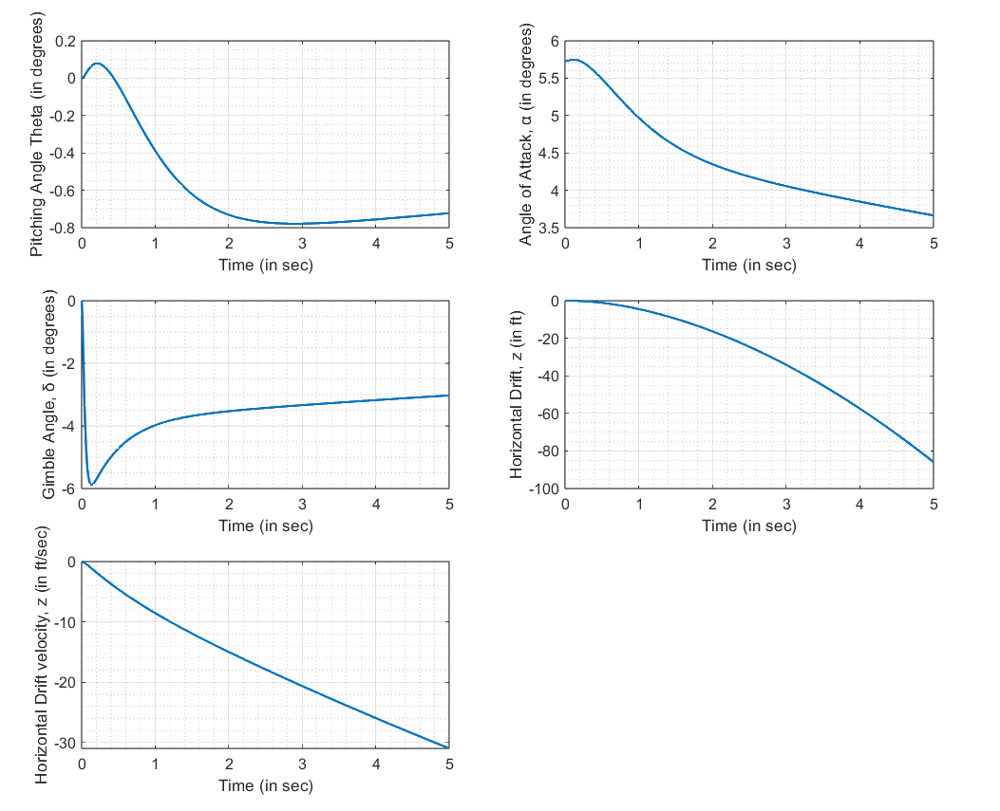 Pitching Angle Theta (in degrees)
0.2
0
-0.2
-0.4
-0.6
-0.8
0 1 2 3 4 5
Time (in sec)
Angle of Attack, α (in degrees)
6
5.5
5
4.5
4
3.5
0 1 2 3 4 5
Time (in sec)
Gimble Angle, δ (in degrees)
0
-2
-4
-6
0 1 2 3 4 5
Time (in sec)
Horizontal Drift, z (in ft)
0
-20
-40
-60
-80
-100
0 1 2 3 4 5
Time (in sec)
Horizontal Drift velocity, z (in ft/sec)
0
-10
-20
-30
0 1 2 3 4 5
Time (in sec)